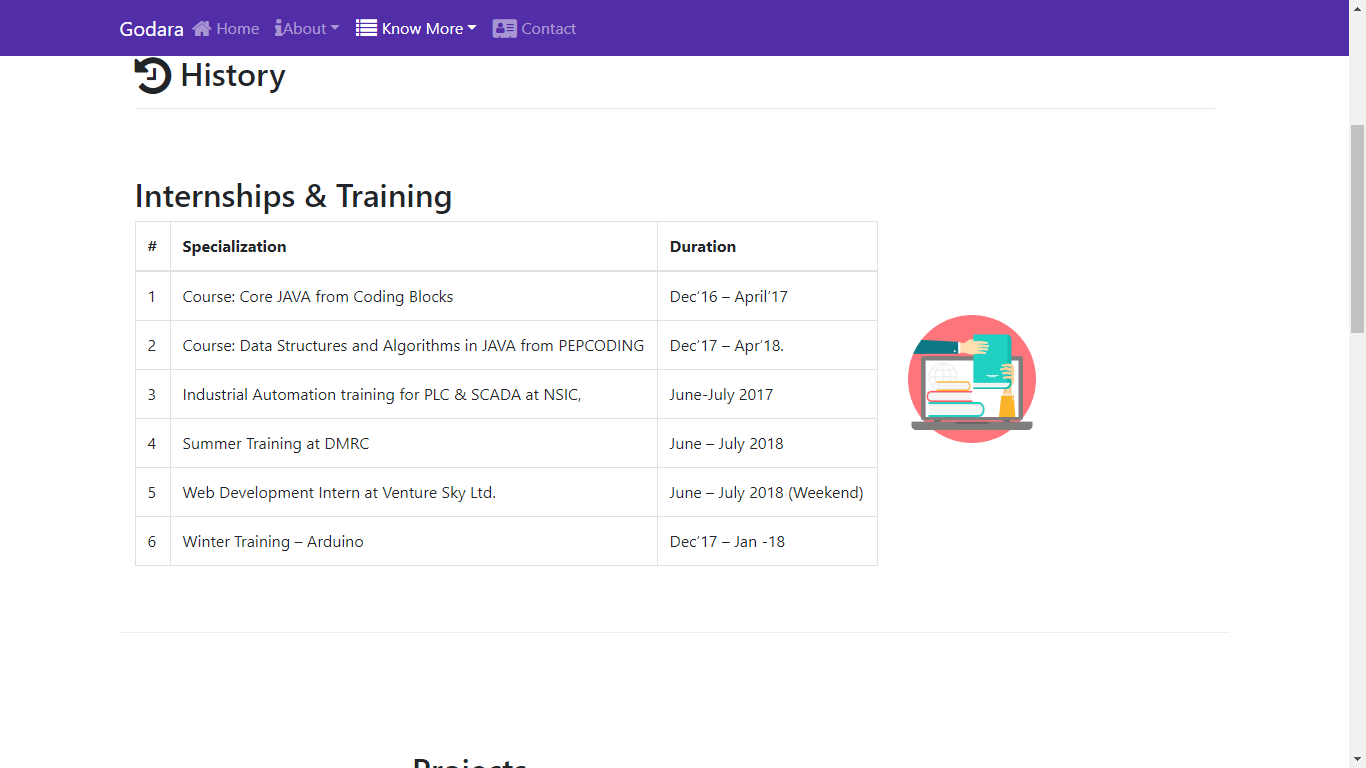 Godara Home About Know More Contact
History
Internships & Training
# Specialization Duration
1 Course: Core JAVA from Coding Blocks Dec’16 – April’17
2 Course: Data Structures and Algorithms in JAVA from PEPCODING Dec’17 – Apr’18.
3 Industrial Automation training for PLC & SCADA at NSIC, June-July 2017
4 Summer Training at DMRC June – July 2018
5 Web Development Intern at Venture Sky Ltd. June – July 2018 (Weekend)
6 Winter Training – Arduino Dec’17 – Jan -18
Projects